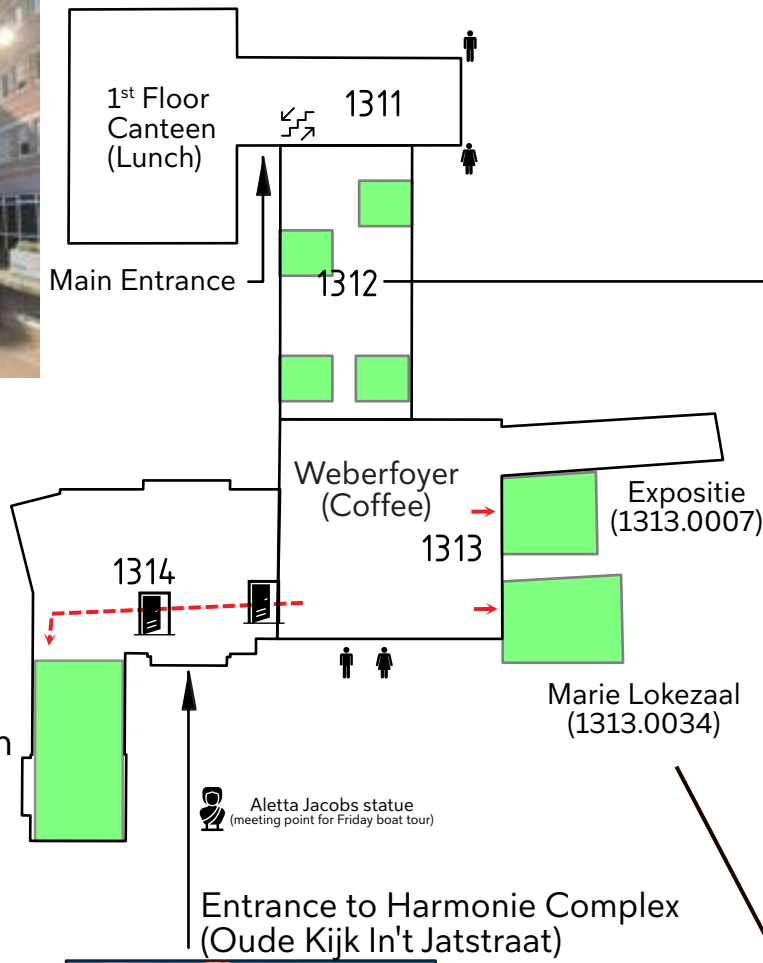 1st Floor
Canteen
(Lunch)
1311
Main Entrance
1312
Weberfoyer
(Coffee)
Expositie
(1313.0007)
1313
1314
Marie Lokezaal
(1313.0034)
Aletta Jacobs statue
(meeting point for Friday boat tour)
Entrance to Harmonie Complex
(Oude Kijk In't Jatstraat)